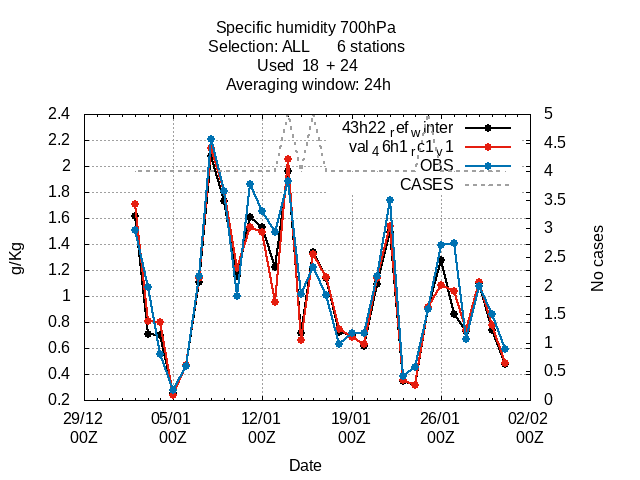 Specific humidity 700hPa
Selection: ALL 6 stations
Used 18 + 24
Averaging window: 24h
43h22refwinter
val46h1rc1v1
OBS
CASES
g/Kg
2.4
2.2
2
1.8
1.6
1.4
1.2
1
0.8
0.6
0.4
0.2
5
4.5
4
3.5
3
2.5
2
1.5
1
0.5
0
No cases
29/12 05/01 12/01 19/01 26/01 02/02
00Z 00Z 00Z 00Z 00Z 00Z
Date